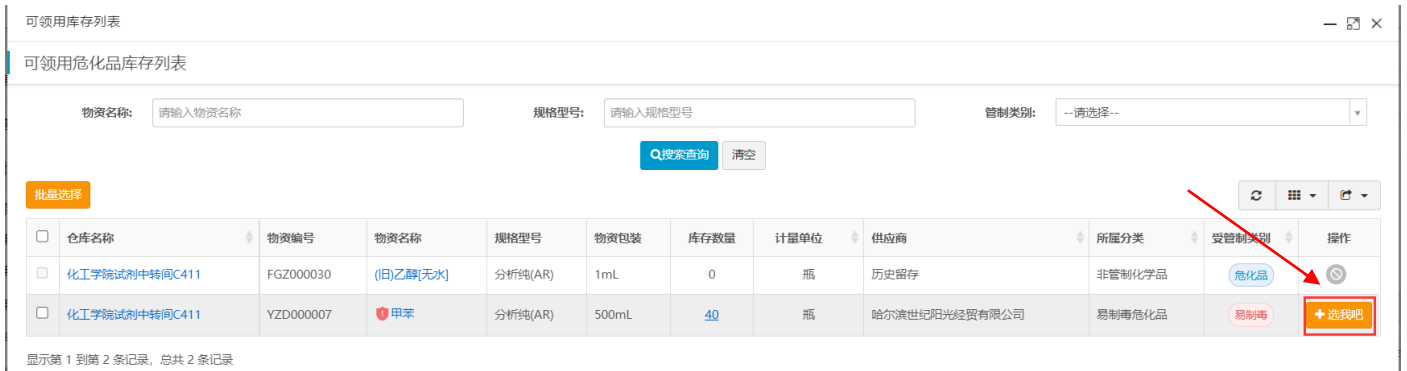 可领用库存列表
可领用危化品库存列表
物资名称: 请输入物资名称 规格型号: 请输入规格型号 管制类别: --请选择--
搜索查询 清空
批量选择
仓库名称 物资编号 物资名称 规格型号 物资包装 库存数量 计量单位 供应商 所属分类 受管制类别 操作
化工学院试剂中转间C411 FGZ000030 (旧)乙醇[无水] 分析纯(AR) 1mL 0 瓶 历史留存 非管制化学品 危化品
化工学院试剂中转间C411 YZD000007 甲苯 分析纯(AR) 500mL 40 瓶 哈尔滨世纪阳光经贸有限公司 易制毒危化品 易制毒 +选我吧
显示第 1 到第 2 条记录，总共 2 条记录